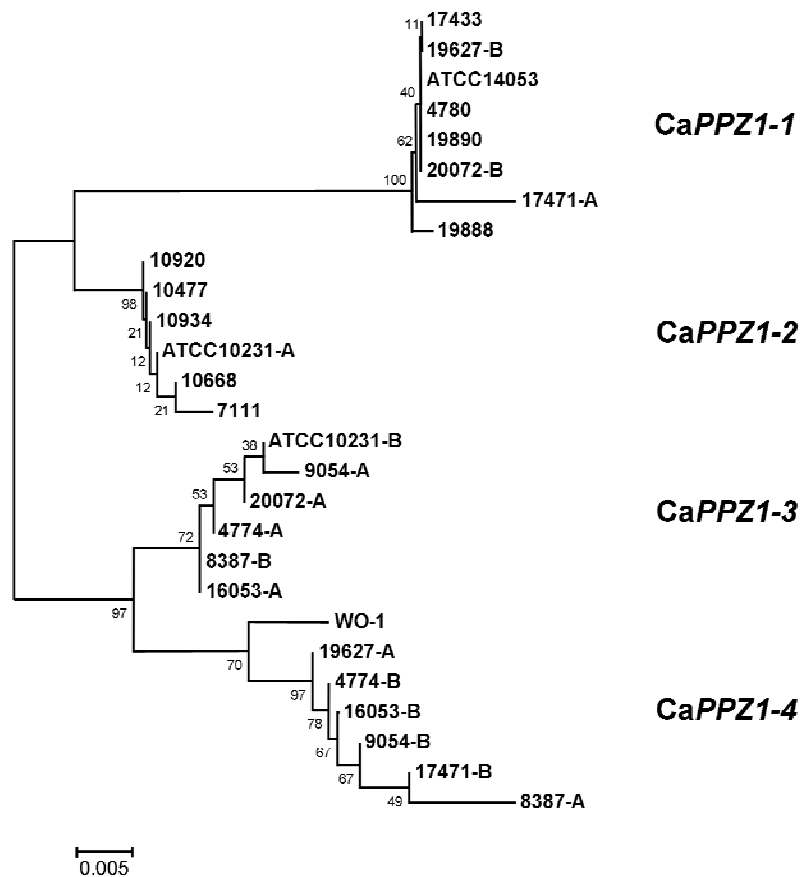 17433
11
19627-B
ATCC14053
40
4780
CaPPZ1-1
19890
62
20072-B
100
17471-A
19888
10920
10477
98
10934
21
CaPPZ1-2
ATCC10231-A
12
10668
12
7111
21
ATCC10231-B
38
9054-A
53
20072-A
53
CaPPZ1-3
4774-A
72
8387-B
16053-A
97
WO-1
19627-A
70
4774-B
97
16053-B
CaPPZ1-4
78
9054-B
67
17471-B
67
8387-A
49
0.005